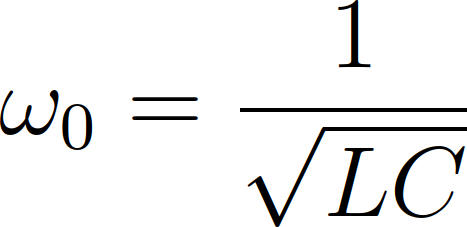 ω₀ = 1/√LC